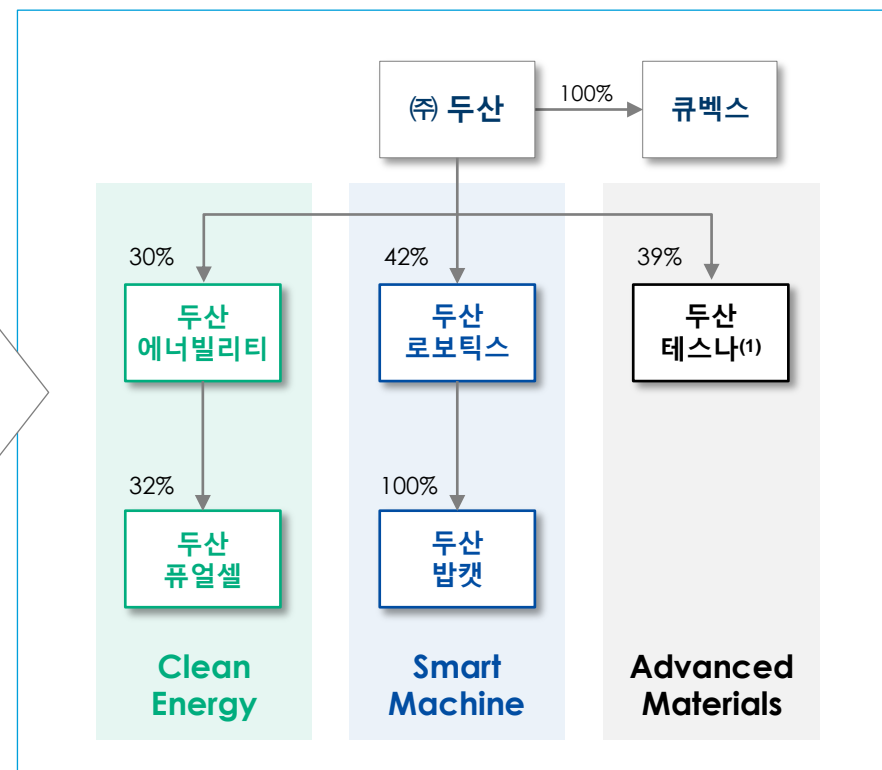 ㈜ 두산
100%
큐벡스
30%
42%
39%
두산
에너빌리티
두산
로보틱스
두산
테스나(1)
32%
100%
두산
퓨얼셀
두산
밥캣
Clean
Energy
Smart
Machine
Advanced
Materials